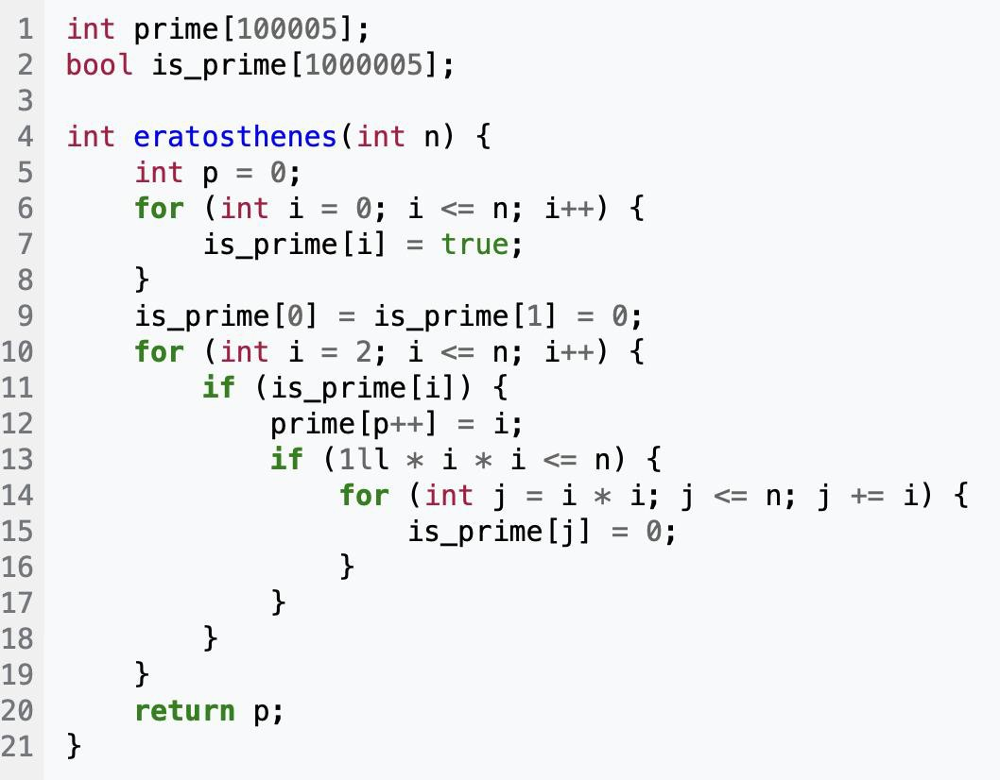 1 int prime[100005];
2 bool is_prime[1000005];
3
4 int eratosthenes(int n) {
5     int p = 0;
6     for (int i = 0; i <= n; i++) {
7         is_prime[i] = true;
8     }
9     is_prime[0] = is_prime[1] = 0;
10     for (int i = 2; i <= n; i++) {
11         if (is_prime[i]) {
12             prime[p++] = i;
13             if (1ll * i * i <= n) {
14                 for (int j = i * i; j <= n; j += i) {
15                     is_prime[j] = 0;
16                 }
17             }
18         }
19     }
20     return p;
21 }